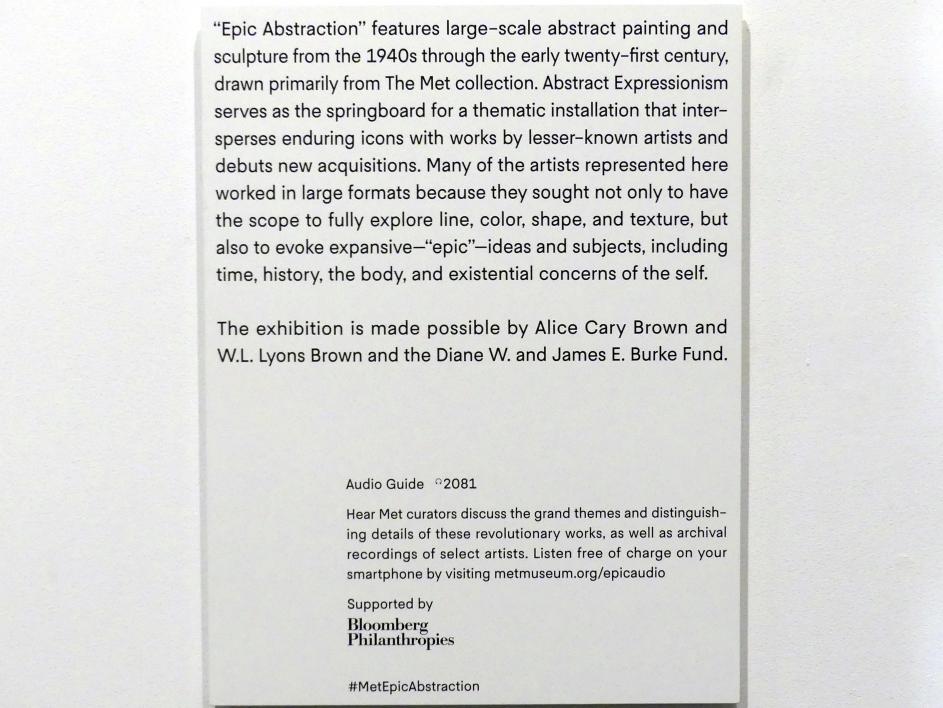 “Epic Abstraction” features large-scale abstract painting and
sculpture from the 1940s through the early twenty-first century,
drawn primarily from The Met collection. Abstract Expressionism
serves as the springboard for a thematic installation that inter-
sperses enduring icons with works by lesser-known artists and
debuts new acquisitions. Many of the artists represented here
worked in large formats because they sought not only to have
the scope to fully explore line, color, shape, and texture, but
also to evoke expansive—“epic”—ideas and subjects, including
time, history, the body, and existential concerns of the self.
The exhibition is made possible by Alice Cary Brown and
W.L. Lyons Brown and the Diane W. and James E. Burke Fund.
Audio Guide 2081
Hear Met curators discuss the grand themes and distinguish-
ing details of these revolutionary works, as well as archival
recordings of select artists. Listen free of charge on your
smartphone by visiting metmuseum.org/epicaudio
Supported by
Bloomberg
Philanthropies
#MetEpicAbstraction